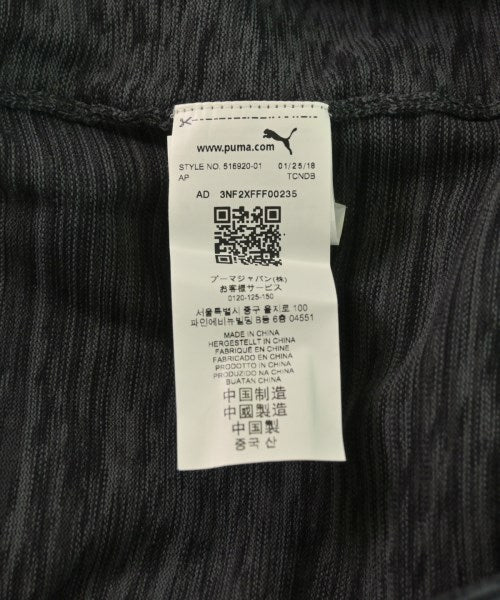 www.puma.com
STYLE NO. 516920-01 01/25/18
AP TCNDB
AD 3NF2XFFF00235
プーマジャパン(株)
お客様サービス
0120-125-150
서울특별시 중구 을지로 100
파인에비뉴빌딩 B동 6층 04551
MADE IN CHINA
HERGESTELLT IN CHINA
FABRIQUÉ EN CHINE
FABRICADO EN CHINA
PRODOTTO IN CHINA
PRODUZIDO NA CHINA
BUATAN CHINA
中国制造
中國製造
中国製
중국 산